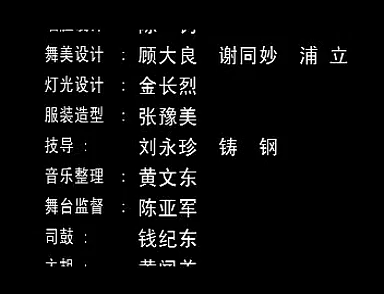 舞美设计 : 顾大良 谢同妙 浦 立
灯光设计 : 金长烈
服装造型 : 张豫美
技导 : 刘永珍 铸 钢
音乐整理 : 黄文东
舞台监督 : 陈亚军
司鼓 : 钱纪东